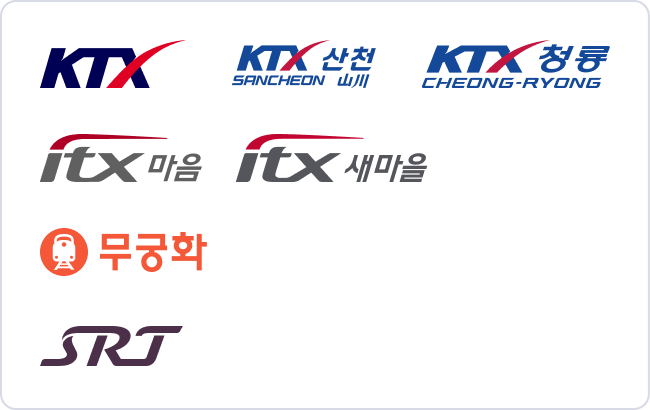 KTX
KTX 산천
SANCHEON 山川
KTX 청룡
CHEONG-RYONG
itx 마음
itx 새마을
무궁화
SRT